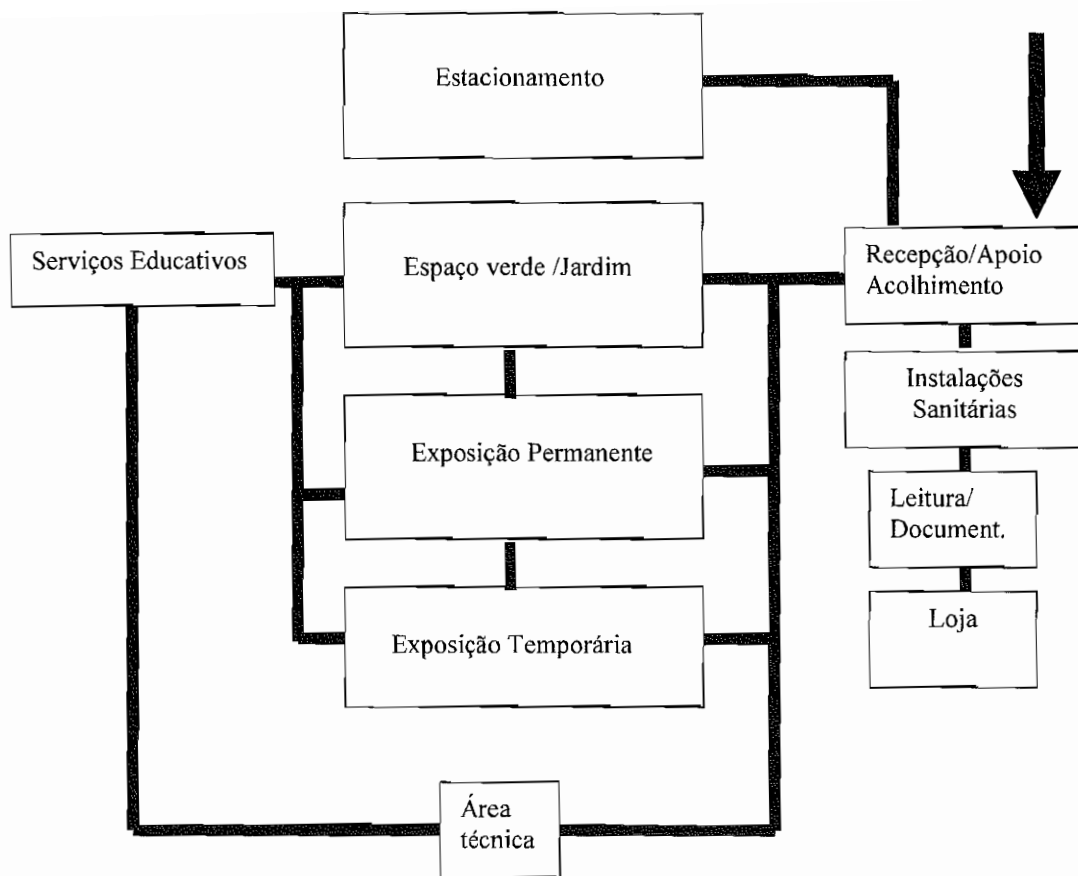 Estacionamento
Serviços Educativos
Espaço verde /Jardim
Recepção/Apoio
Acolhimento
Instalações
Sanitárias
Exposição Permanente
Leitura/
Document.
Exposição Temporária
Loja
Área
técnica